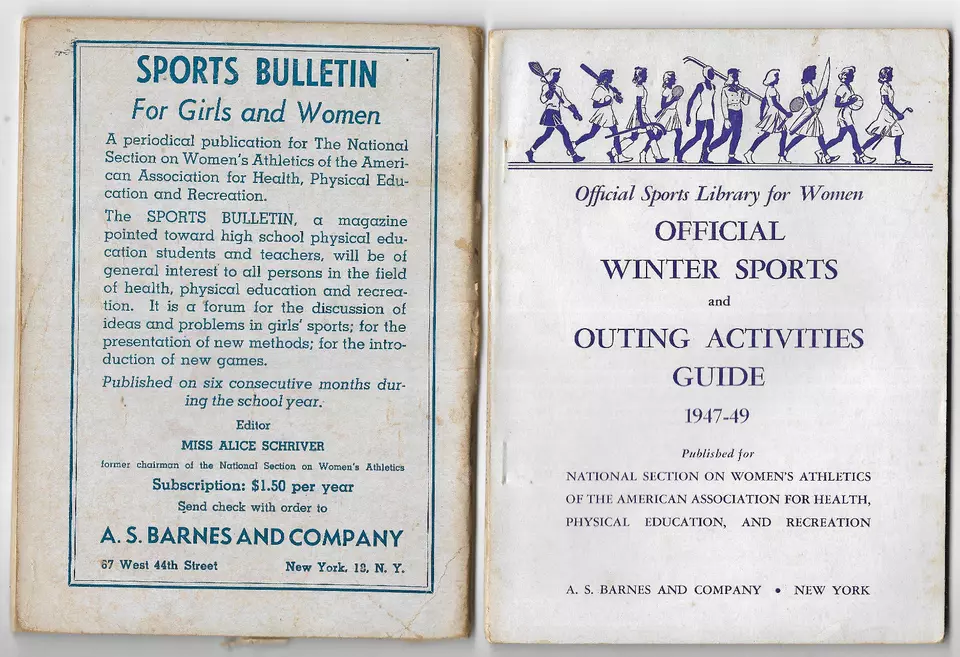 SPORTS BULLETIN
For Girls and Women
A periodical publication for The National
Section on Women's Athletics of the Ameri-
can Association for Health, Physical Edu-
cation and Recreation.
The SPORTS BULLETIN, a magazine
pointed toward high school physical edu-
cation students and teachers, will be of
general interest to all persons in the field
of health, physical education and recrea-
tion. It is a forum for the discussion of
ideas and problems in girls' sports; for the
presentation of new methods; for the intro-
duction of new games.
Published on six consecutive months dur-
ing the school year.
Editor
MISS ALICE SCHRIVER
former chairman of the National Section on Women's Athletics
Subscription: $1.50 per year
Send check with order to
A. S. BARNES AND COMPANY
67 West 44th Street New York, 18, N. Y.
Official Sports Library for Women
OFFICIAL
WINTER SPORTS
and
OUTING ACTIVITIES
GUIDE
1947-49
Published for
NATIONAL SECTION ON WOMEN'S ATHLETICS
OF THE AMERICAN ASSOCIATION FOR HEALTH,
PHYSICAL EDUCATION, AND RECREATION
A. S. BARNES AND COMPANY • NEW YORK